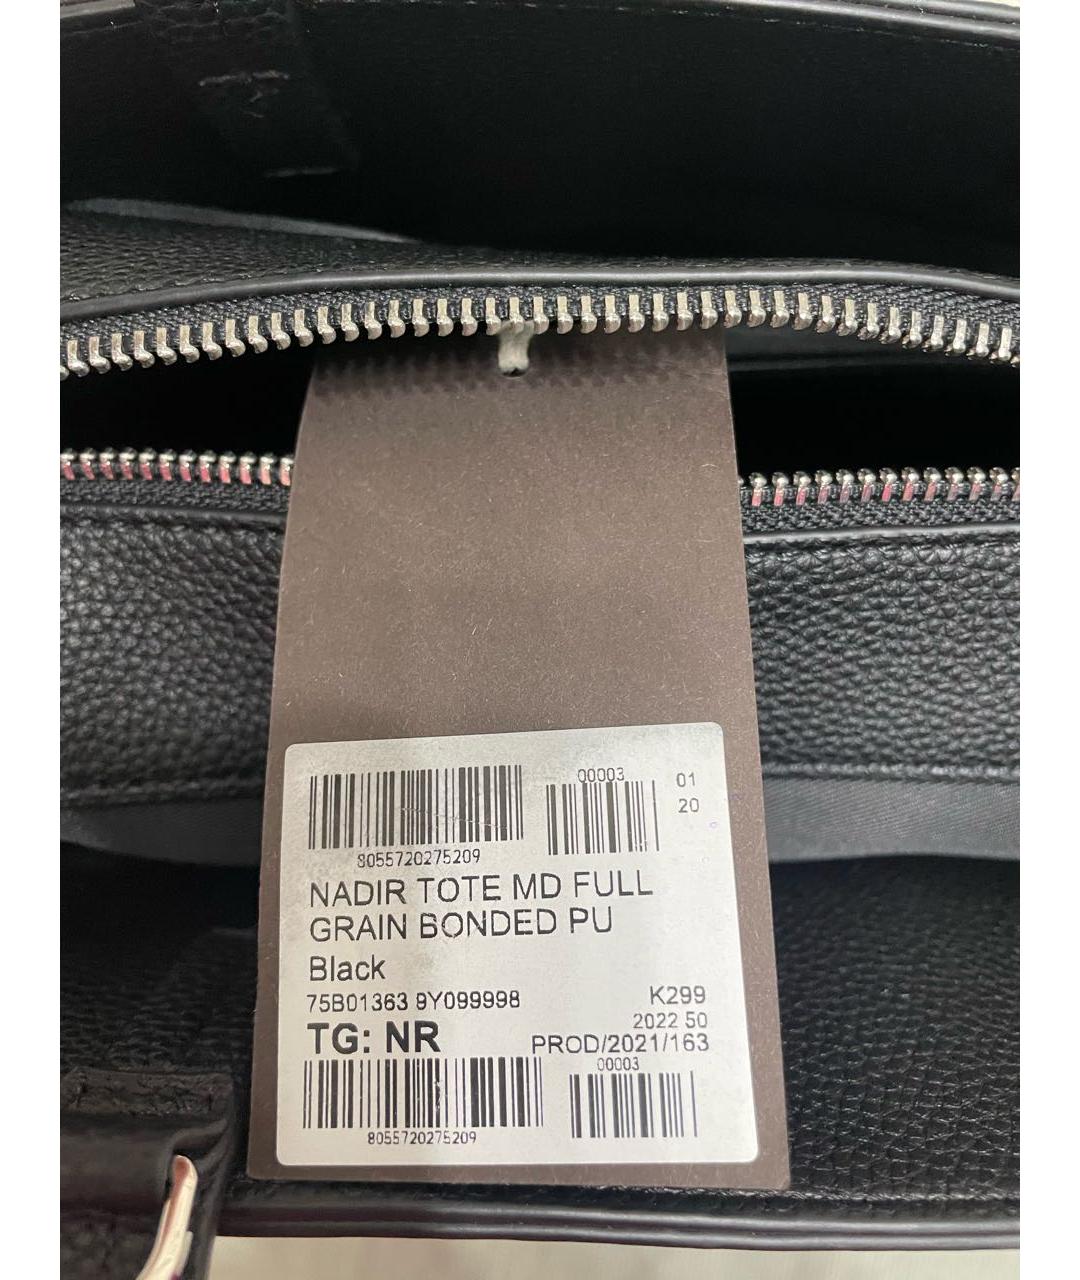 00003
01
20
8055720275209
NADIR TOTE MD FULL
GRAIN BONDED PU
Black
75B01363 9Y099998
K299
2022 50
TG: NR
PROD/2021/163
00003
8055720275209